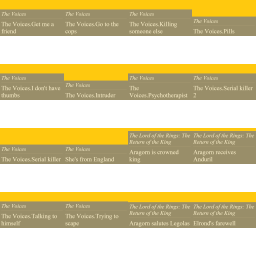 The Voices
The Voices.Get me a
friend
The Voices
The Voices.Go to the
cops
The Voices
The Voices.Killing
someone else
The Voices
The Voices.Pills
The Voices
The Voices.I don't have
thumbs
The Voices
The Voices.Intruder
The Voices
The
Voices.Psychotherapist
The Voices
The Voices.Serial killer
2
The Voices
The Voices.Serial killer
The Voices
She's from England
The Lord of the Rings: The
Return of the King
Aragorn is crowned
king
The Lord of the Rings: The
Return of the King
Aragorn receives
Andúril
The Voices
The Voices.Talking to
himself
The Voices
The Voices.Trying to
scape
The Lord of the Rings: The
Return of the King
Aragorn salutes Legolas
The Lord of the Rings: The
Return of the King
Elrond's farewell